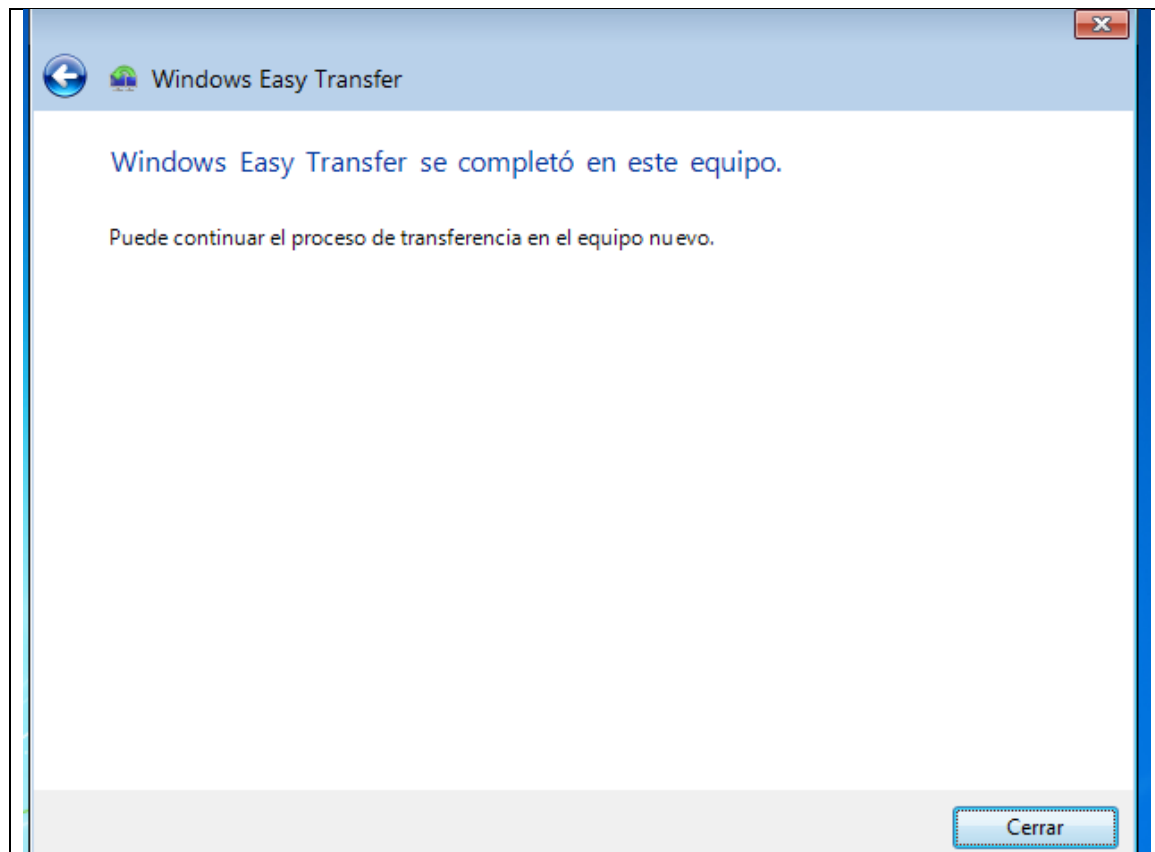 Windows Easy Transfer
Windows Easy Transfer se completó en este equipo.
Puede continuar el proceso de transferencia en el equipo nuevo.
Cerrar